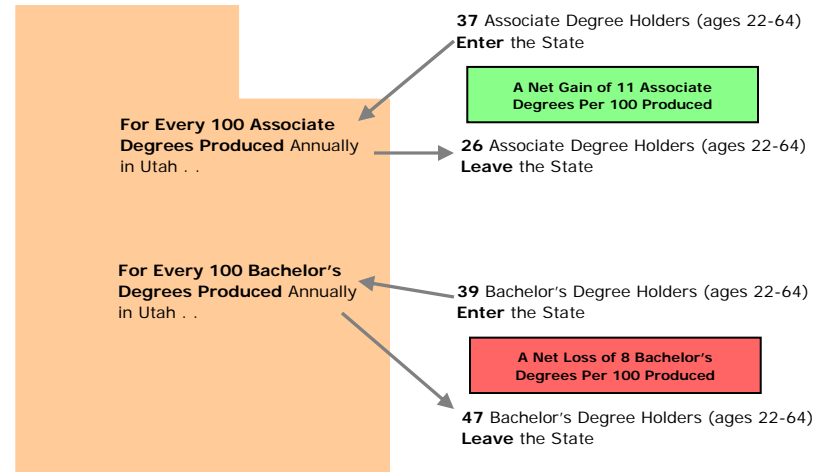 37 Associate Degree Holders (ages 22-64)
Enter the State
A Net Gain of 11 Associate
Degrees Per 100 Produced
For Every 100 Associate
Degrees Produced Annually
in Utah . .
26 Associate Degree Holders (ages 22-64)
Leave the State
For Every 100 Bachelor's
Degrees Produced Annually
in Utah . .
39 Bachelor's Degree Holders (ages 22-64)
Enter the State
A Net Loss of 8 Bachelor's
Degrees Per 100 Produced
47 Bachelor's Degree Holders (ages 22-64)
Leave the State